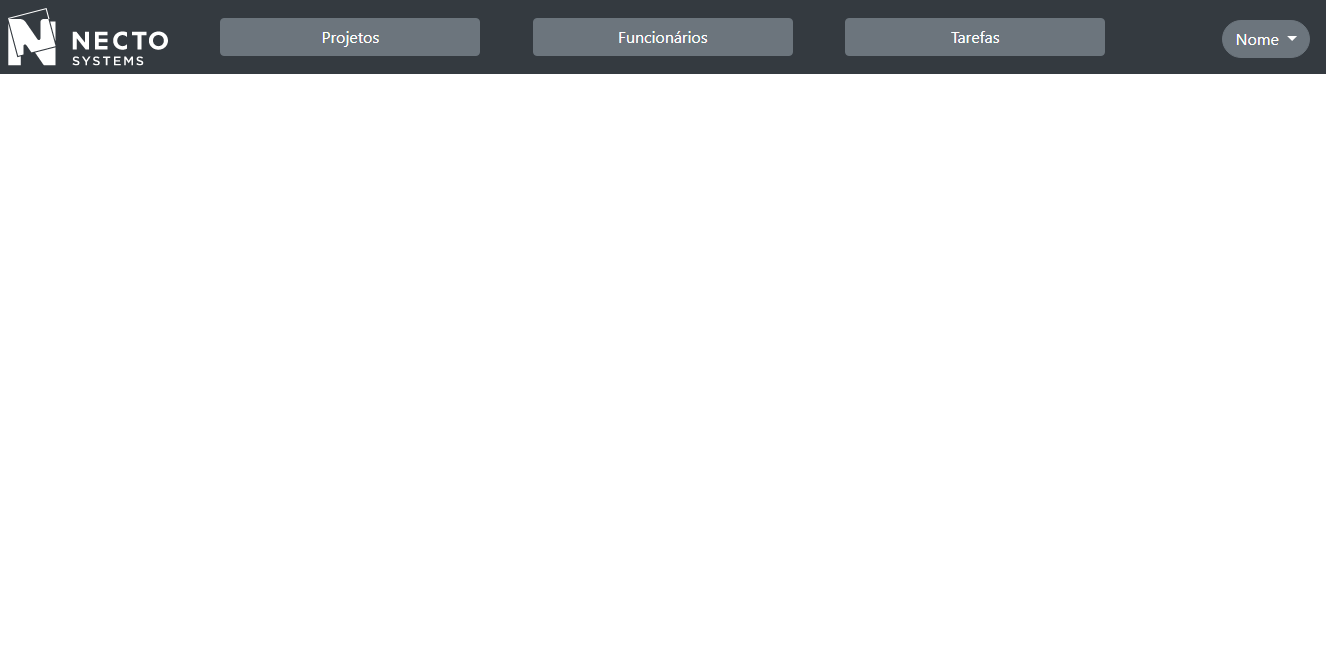 NECTO
SYSTEMS
Projetos
Funcionários
Tarefas
Nome